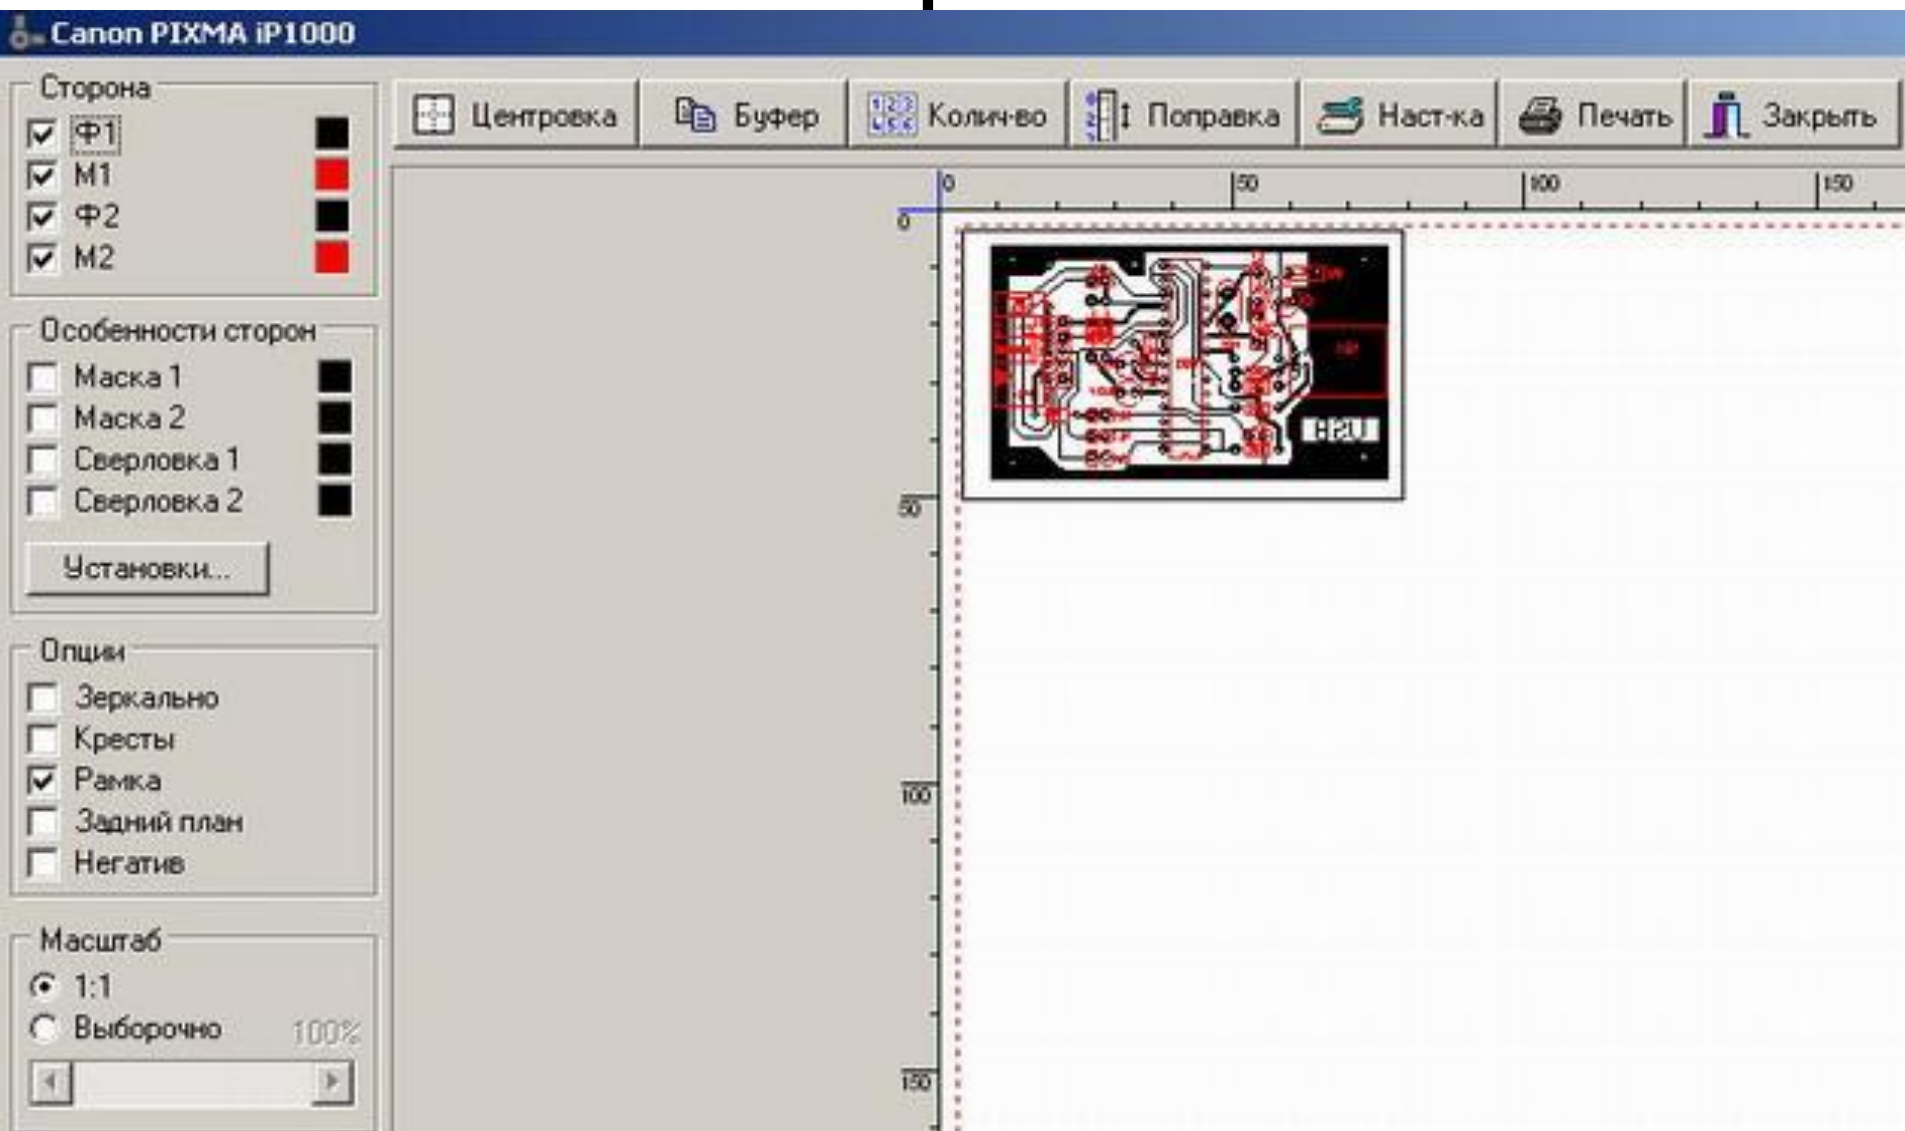 Canon PIXMA iP1000
Сторона
Ф1
М1
Ф2
М2
Центровка
Буфер
Колич-во
Поправка
Наст-ка
Печать
Закрыть
0
50
100
150
0
50
100
150
USB
Особенности сторон
Маска 1
Маска 2
Сверловка 1
Сверловка 2
Установки...
Опции
Зеркально
Кресты
Рамка
Задний план
Негатив
Масштаб
1:1
Выборочно 100%